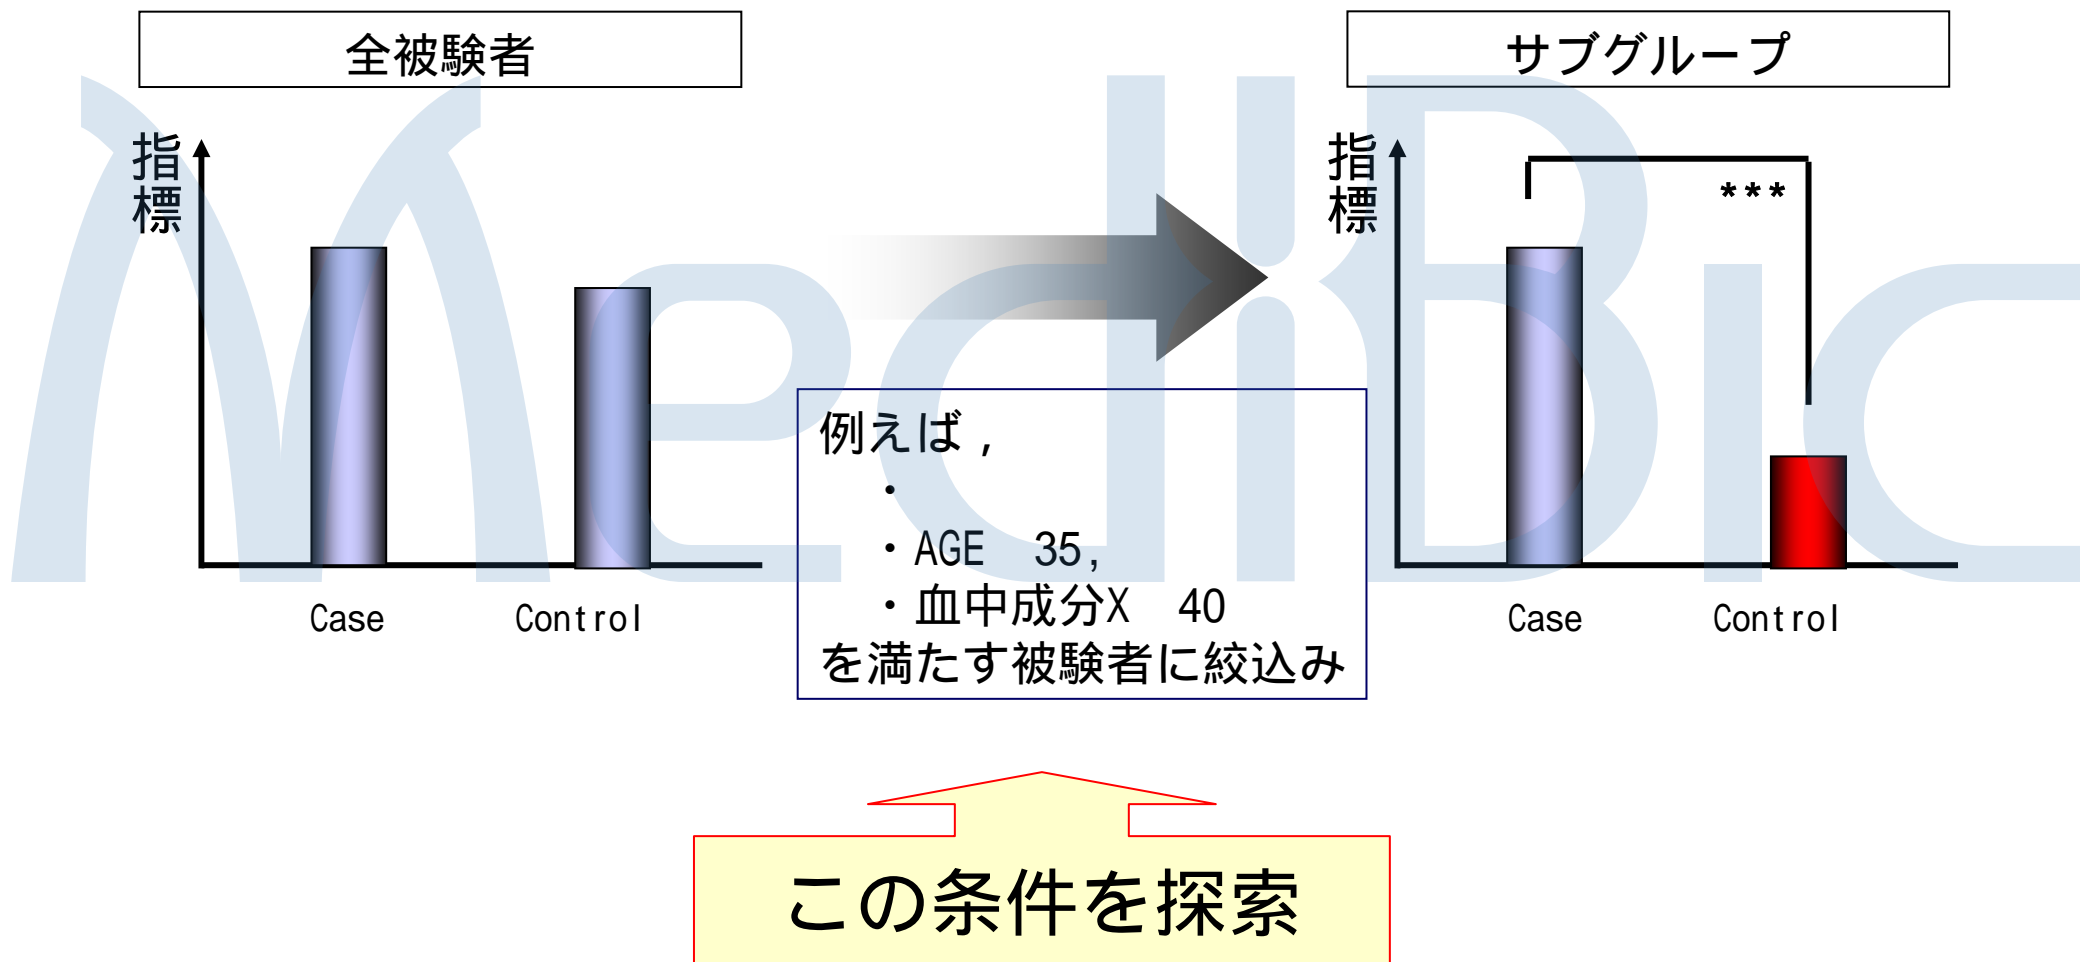 全被験者
サブグループ
指標
指標
***
例えば,
・
・AGE 35,
・血中成分X 40
を満たす被験者に絞込み
Case
Control
Case
Control
この条件を探索
MediBic